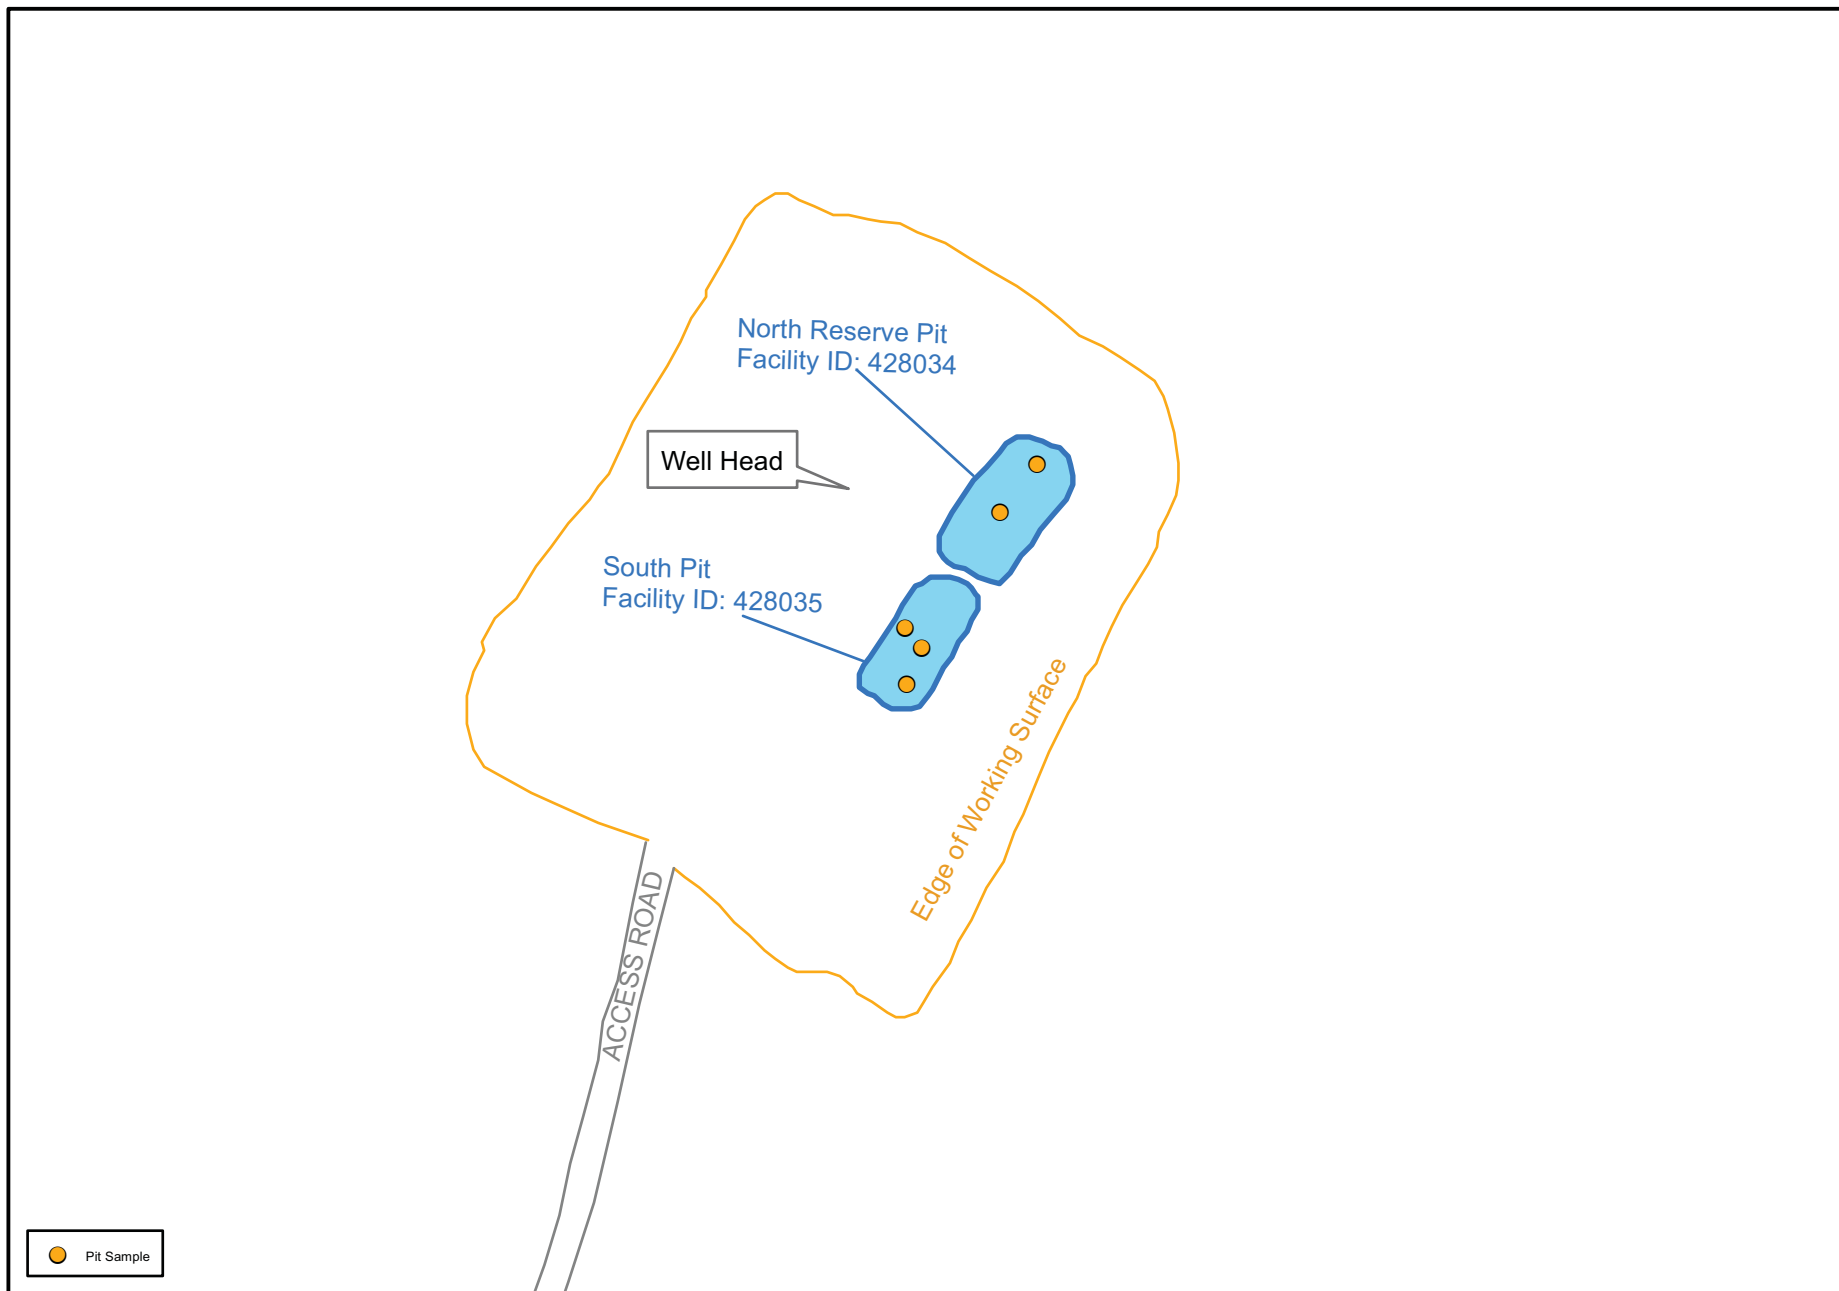 North Reserve Pit
Facility ID: 428034
Well Head
South Pit
Facility ID: 428035
Edge of Working Surface
ACCESS ROAD
Pit Sample